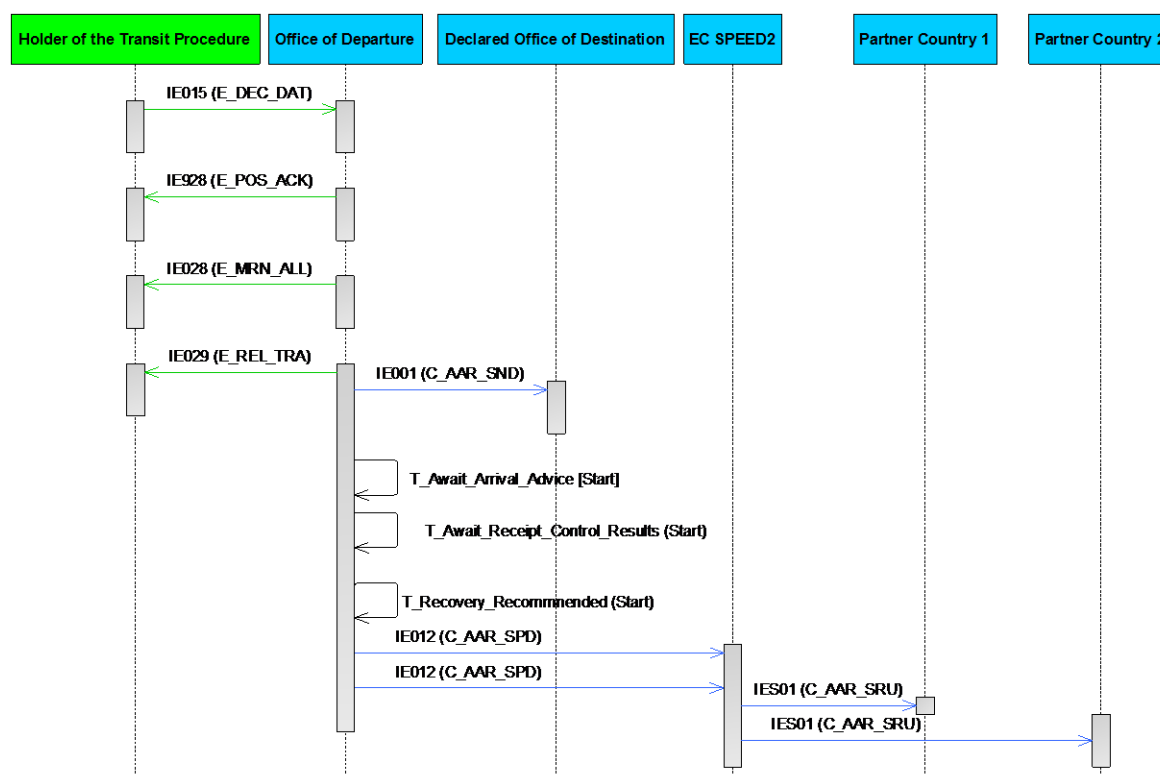 Holder of the Transit Procedure
Office of Departure
Declared Office of Destination
EC SPEED2
Partner Country 1
Partner Country 2
IE015 (E_DEC_DAT)
IE928 (E_POS_ACK)
IE028 (E_MRN_ALL)
IE029 (E_REL_TRA)
IE001 (C_AAR_SND)
T_Await_Arrival_Advice [Start]
T_Await_Receipt_Control_Results (Start)
T_Recovery_Recommnended (Start)
IE012 (C_AAR_SPD)
IE012 (C_AAR_SPD)
IES01 (C_AAR_SRU)
IES01 (C_AAR_SRU)